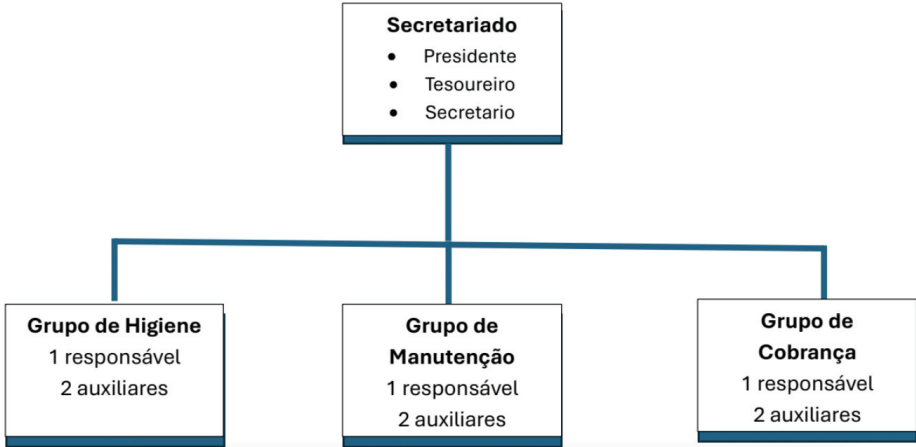 Secretariado
• Presidente
• Tesoureiro
• Secretario
Grupo de Higiene
1 responsável
2 auxiliares
Grupo de
Manutenção
1 responsável
2 auxiliares
Grupo de
Cobrança
1 responsável
2 auxiliares